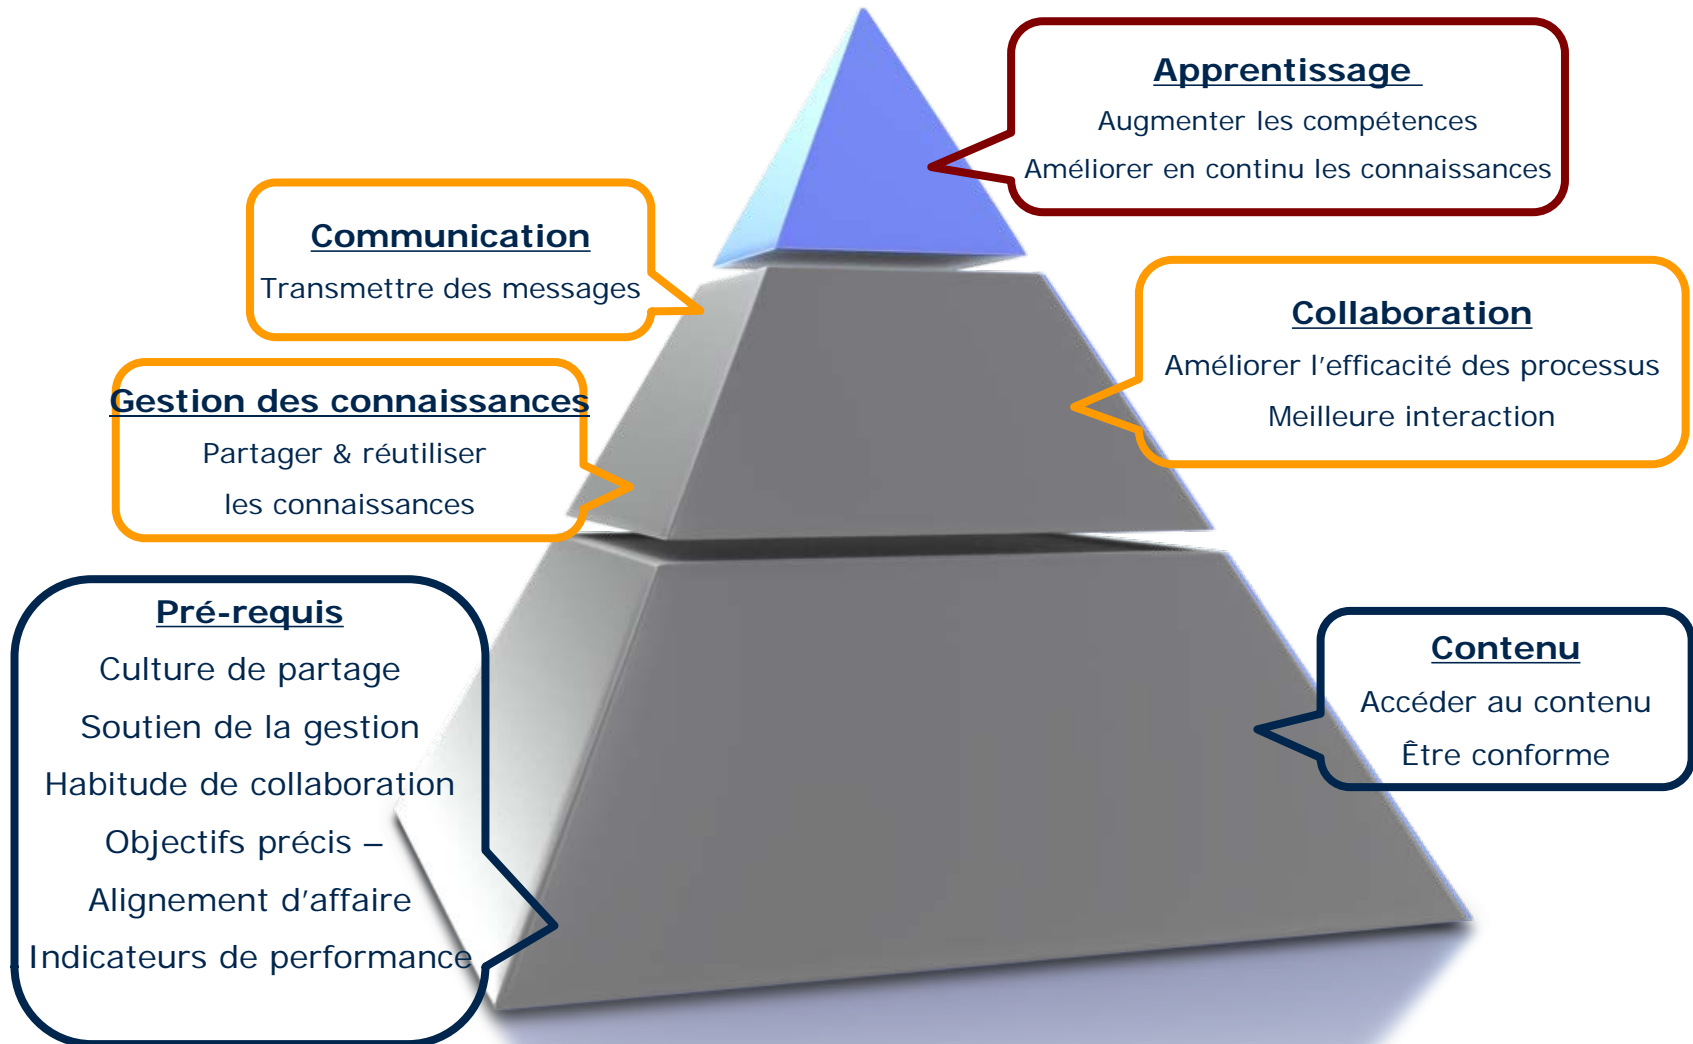 Apprentissage
Augmenter les compétences
Améliorer en continu les connaissances
Communication
Transmettre des messages
Collaboration
Améliorer l'efficacité des processus
Meilleure interaction
Gestion des connaissances
Partager & réutiliser
les connaissances
Pré-requis
Culture de partage
Soutien de la gestion
Habitude de collaboration
Objectifs précis –
Alignement d'affaire
Indicateurs de performance
Contenu
Accéder au contenu
Être conforme